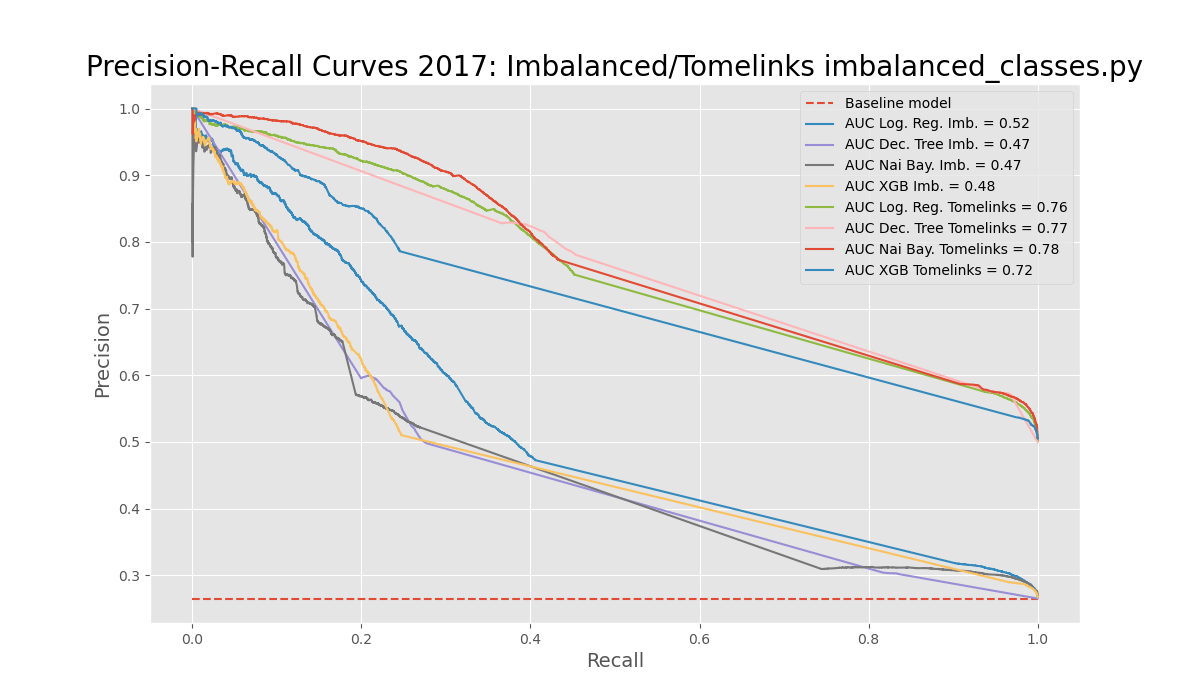 Precision-Recall Curves 2017: Imbalanced/Tomelinks imbalanced_classes.py
Baseline model
AUC Log. Reg. Imb. = 0.52
AUC Dec. Tree Imb. = 0.47
AUC Nai Bay. Imb. = 0.47
AUC XGB Imb. = 0.48
AUC Log. Reg. Tomelinks = 0.76
AUC Dec. Tree Tomelinks = 0.77
AUC Nai Bay. Tomelinks = 0.78
AUC XGB Tomelinks = 0.72
Precision
1.0
0.9
0.8
0.7
0.6
0.5
0.4
0.3
0.0 0.2 0.4 0.6 0.8 1.0
Recall